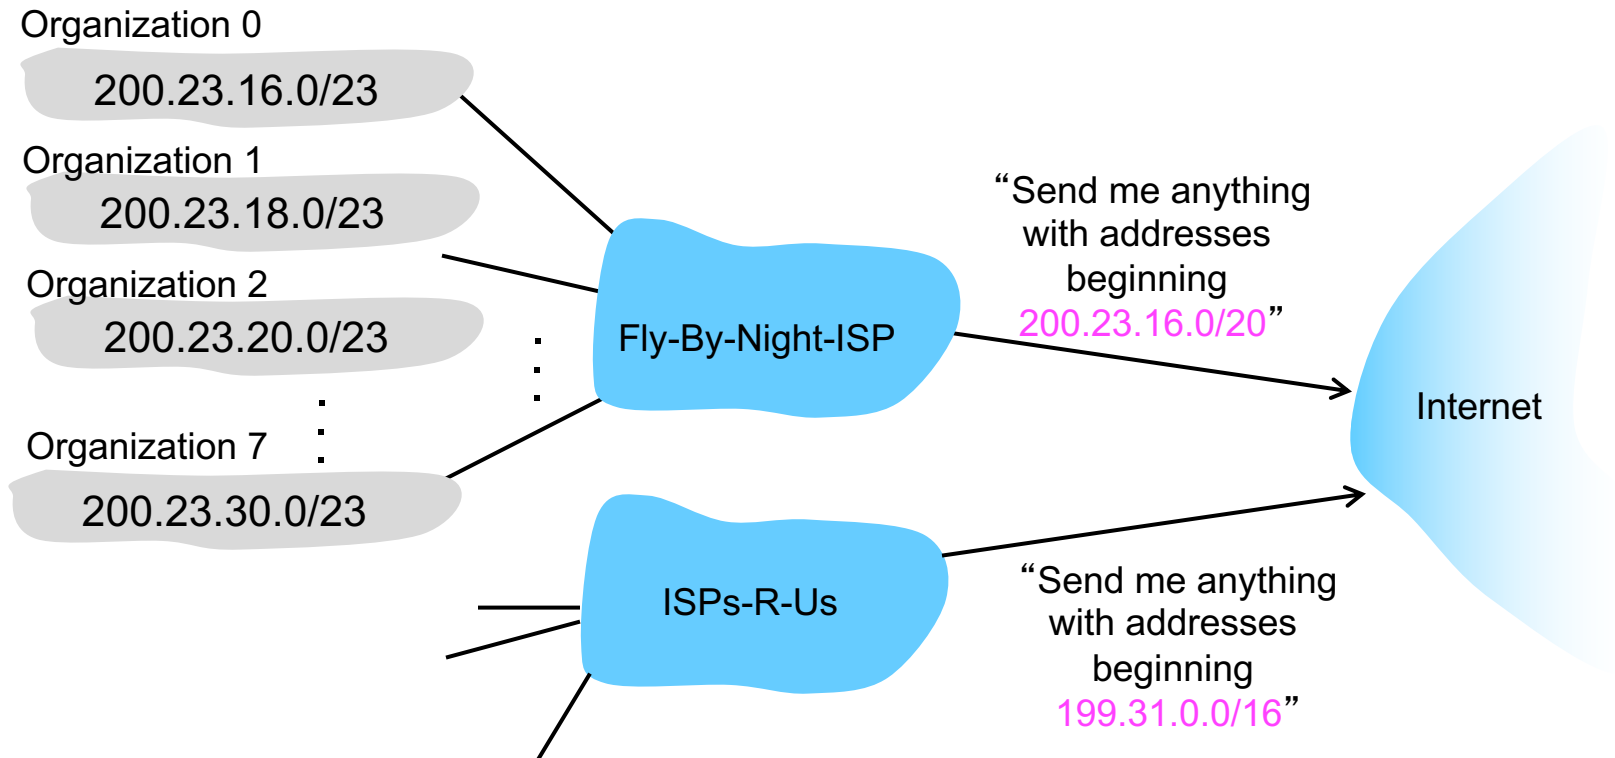 Organization 0
200.23.16.0/23
Organization 1
200.23.18.0/23
Organization 2
200.23.20.0/23
Organization 7
200.23.30.0/23
Fly-By-Night-ISP
“Send me anything
with addresses
beginning
200.23.16.0/20”
Internet
ISPs-R-Us
“Send me anything
with addresses
beginning
199.31.0.0/16”